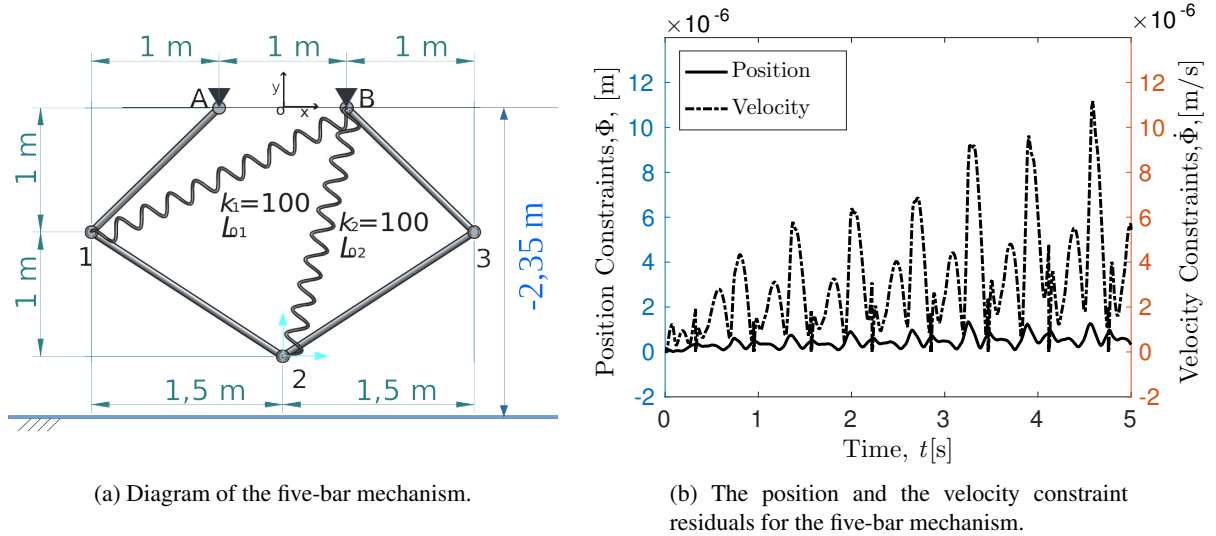 1 m 1 m 1 m
A
B
y
o
x
1 m
1 m
k₁=100
L₀₁
k₂=100
L₀₂
-2,35 m
1
3
2
1,5 m 1,5 m
(a) Diagram of the five-bar mechanism.
×10⁻⁶
×10⁻⁶
Position
Velocity
Position Constraints,Φ, [m]
12
10
8
6
4
2
0
-2
12
10
8
6
4
2
0
-2
Velocity Constraints,Φ̇,[m/s]
0 1 2 3 4 5
Time, t[s]
(b) The position and the velocity constraint
residuals for the five-bar mechanism.